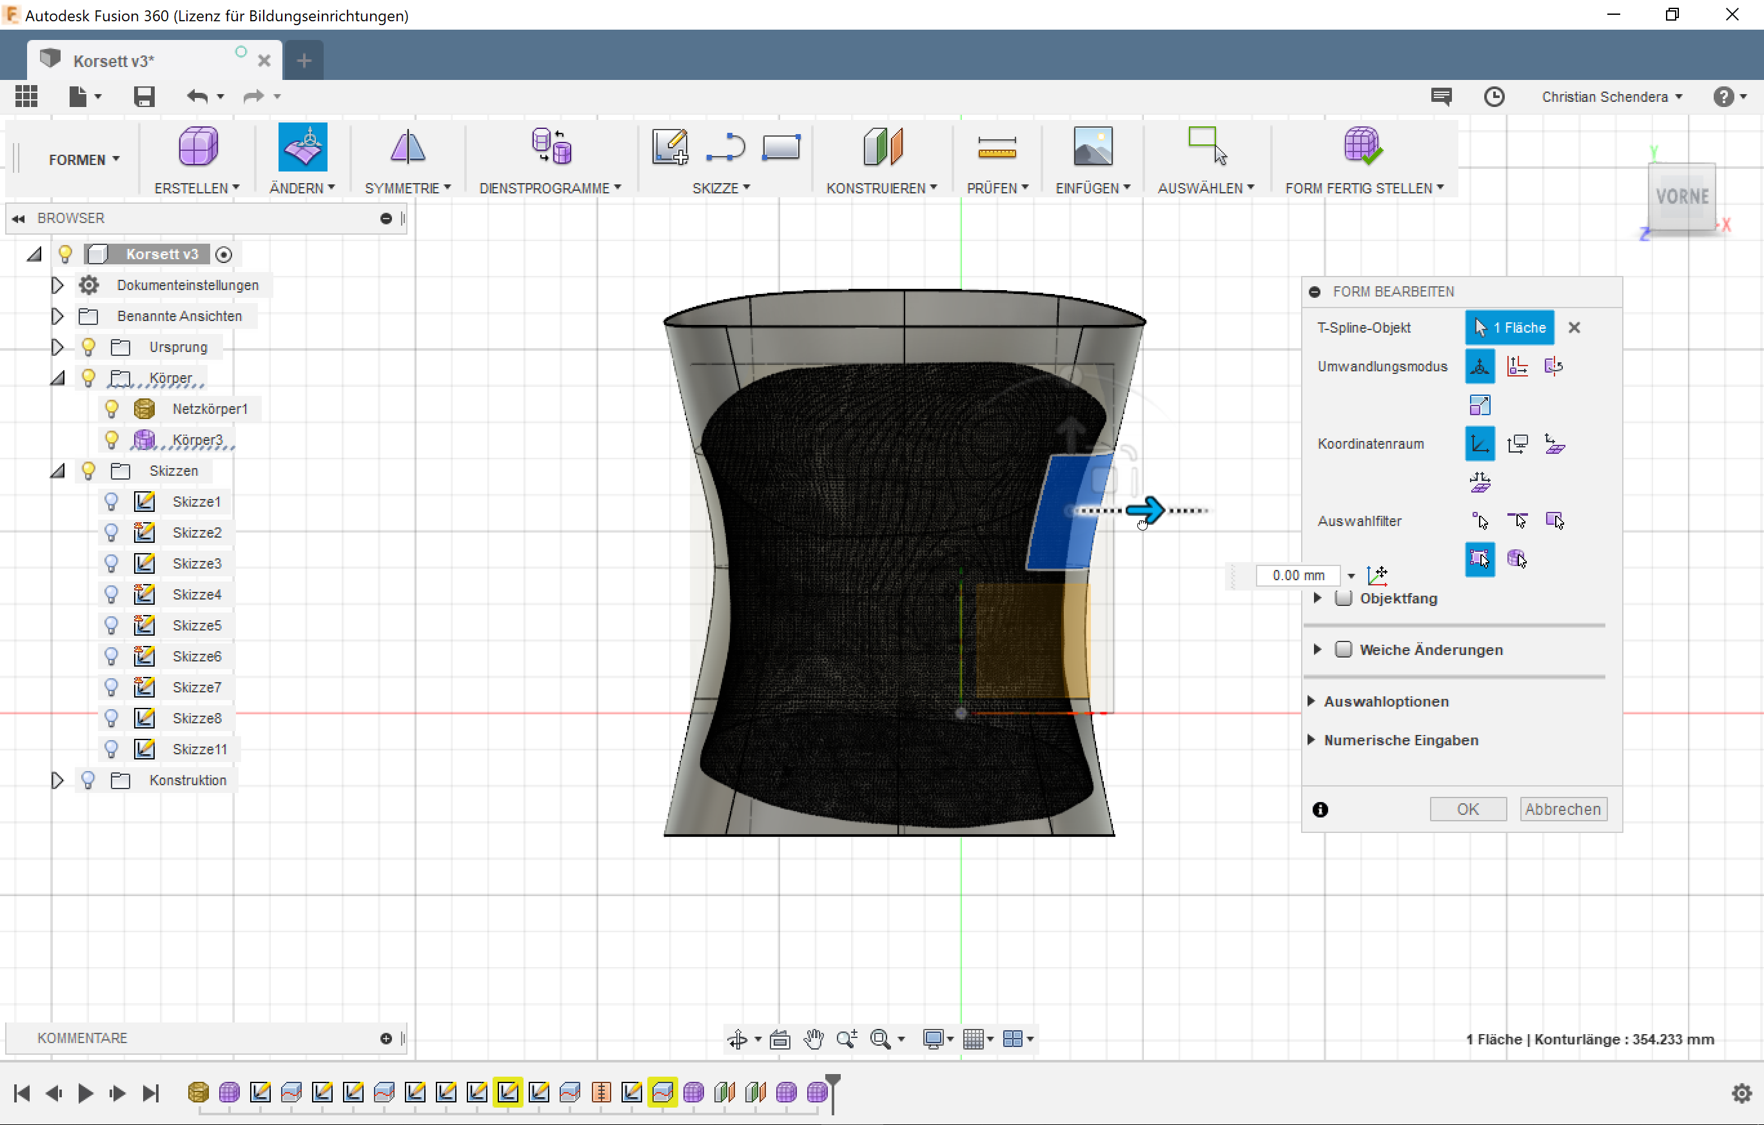 Autodesk Fusion 360 (Lizenz für Bildungseinrichtungen)
Korsett v3*
Christian Schendera
FORMEN
ERSTELLEN
ÄNDERN
SYMMETRIE
DIENSTPROGRAMME
SKIZZE
KONSTRUIEREN
PRÜFEN
EINFÜGEN
AUSWÄHLEN
FORM FERTIG STELLEN
Y
VORNE
X
Z
BROWSER
Korsett v3
Dokumenteinstellungen
Benannte Ansichten
Ursprung
Körper
Netzkörper1
Körper3
Skizzen
Skizze1
Skizze2
Skizze3
Skizze4
Skizze5
Skizze6
Skizze7
Skizze8
Skizze11
Konstruktion
FORM BEARBEITEN
T-Spline-Objekt 1 Fläche
Umwandlungsmodus
Koordinatenraum
Auswahlfilter
0.00 mm
Objektfang
Weiche Änderungen
Auswahloptionen
Numerische Eingaben
OK Abbrechen
KOMMENTARE
1 Fläche | Konturlänge : 354.233 mm